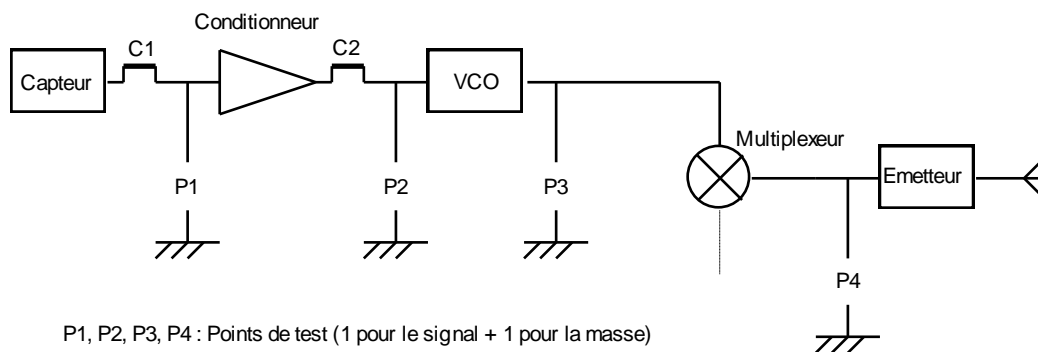 Conditionneur
C1
C2
Capteur
VCO
Multiplexeur
Emetteur
P1
P2
P3
P4
P1, P2, P3, P4 : Points de test (1 pour le signal + 1 pour la masse)